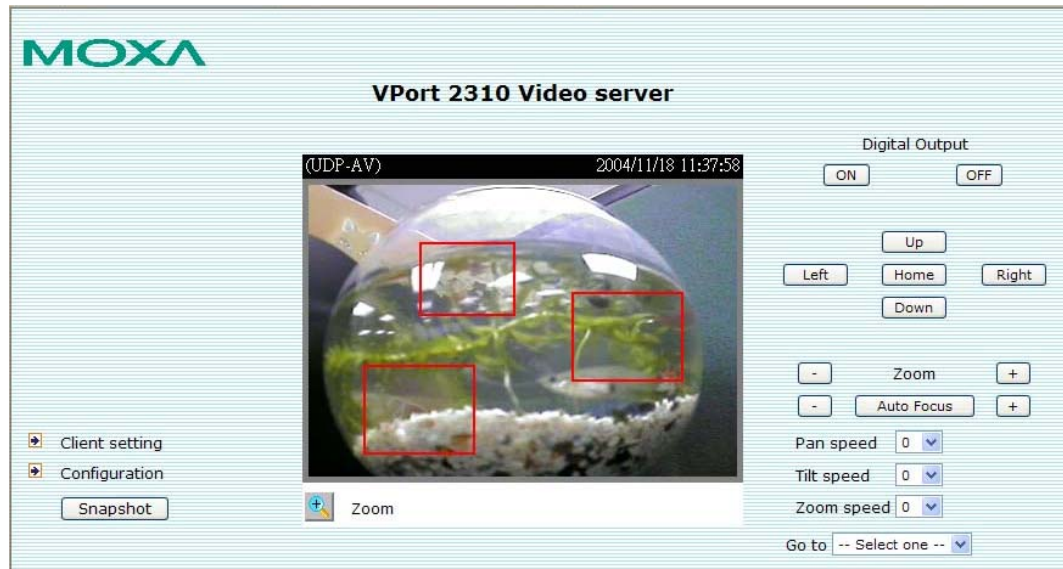 MOXA
VPort 2310 Video server
(UDP-AV) 2004/11/18 11:37:58
Zoom
Client setting
Configuration
Snapshot
Digital Output
ON OFF
Up
Left Home Right
Down
- Zoom +
- Auto Focus +
Pan speed 0
Tilt speed 0
Zoom speed 0
Go to -- Select one --